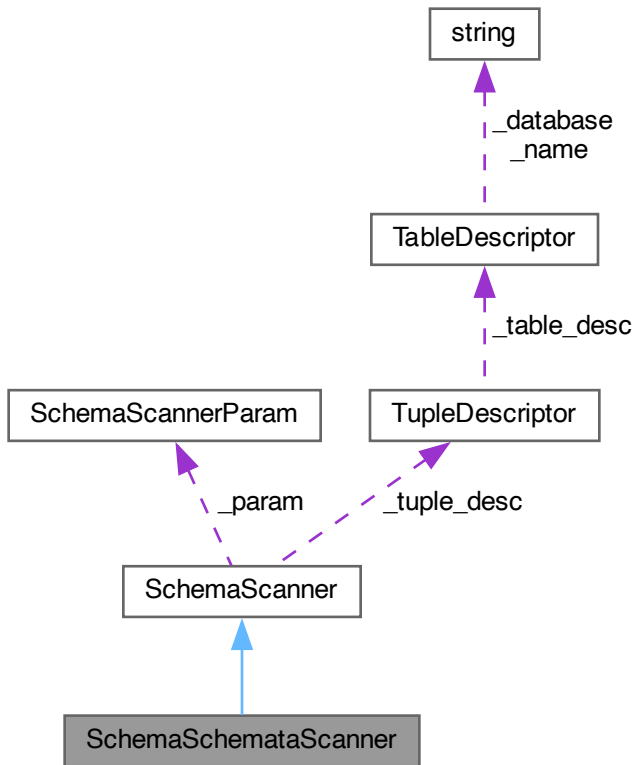 string
_database
_name
TableDescriptor
_table_desc
SchemaScannerParam
TupleDescriptor
_param
_tuple_desc
SchemaScanner
SchemaSchemataScanner